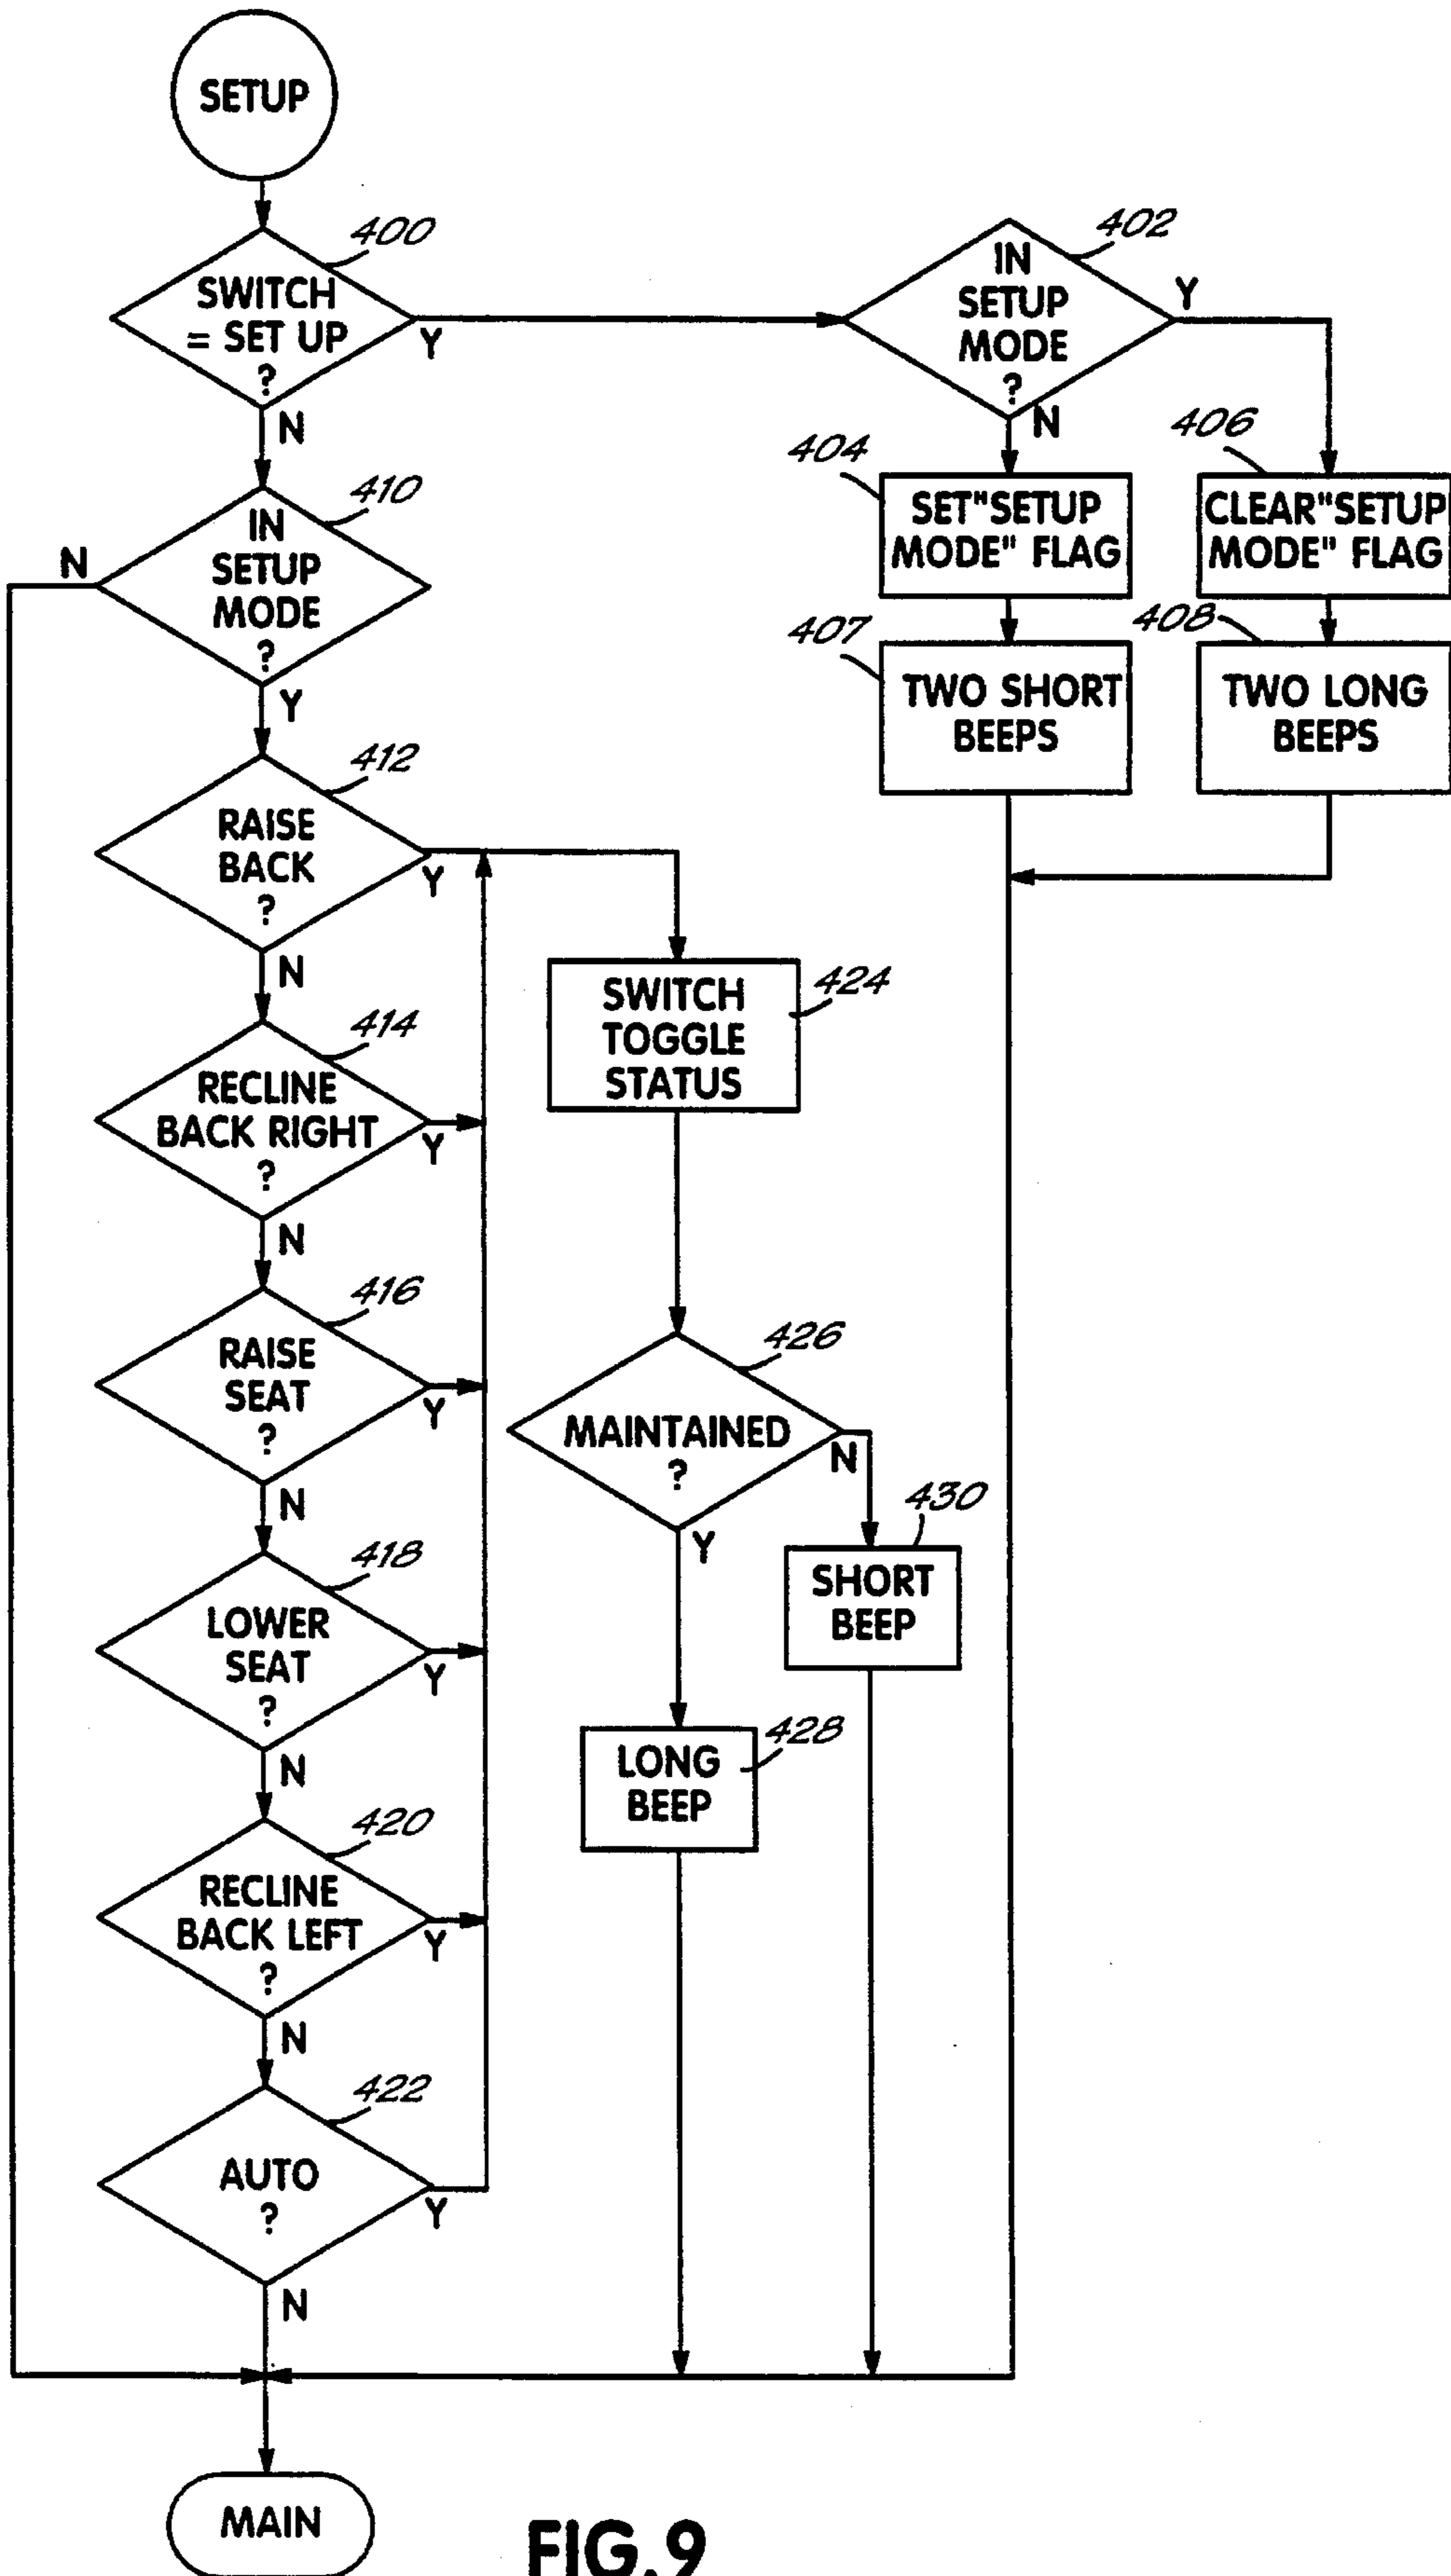 SETUP
400
SWITCH
= SET UP
?
Y
N
402
IN
SETUP
MODE
?
Y
N
404
SET"SETUP
MODE" FLAG
406
CLEAR"SETUP
MODE" FLAG
407
TWO SHORT
BEEPS
408
TWO LONG
BEEPS
410
IN
SETUP
MODE
?
N
Y
412
RAISE
BACK
?
Y
N
414
RECLINE
BACK RIGHT
?
Y
N
416
RAISE
SEAT
?
Y
N
418
LOWER
SEAT
?
Y
N
420
RECLINE
BACK LEFT
?
Y
N
422
AUTO
?
Y
N
424
SWITCH
TOGGLE
STATUS
426
MAINTAINED
?
N
Y
430
SHORT
BEEP
428
LONG
BEEP
MAIN
FIG.9